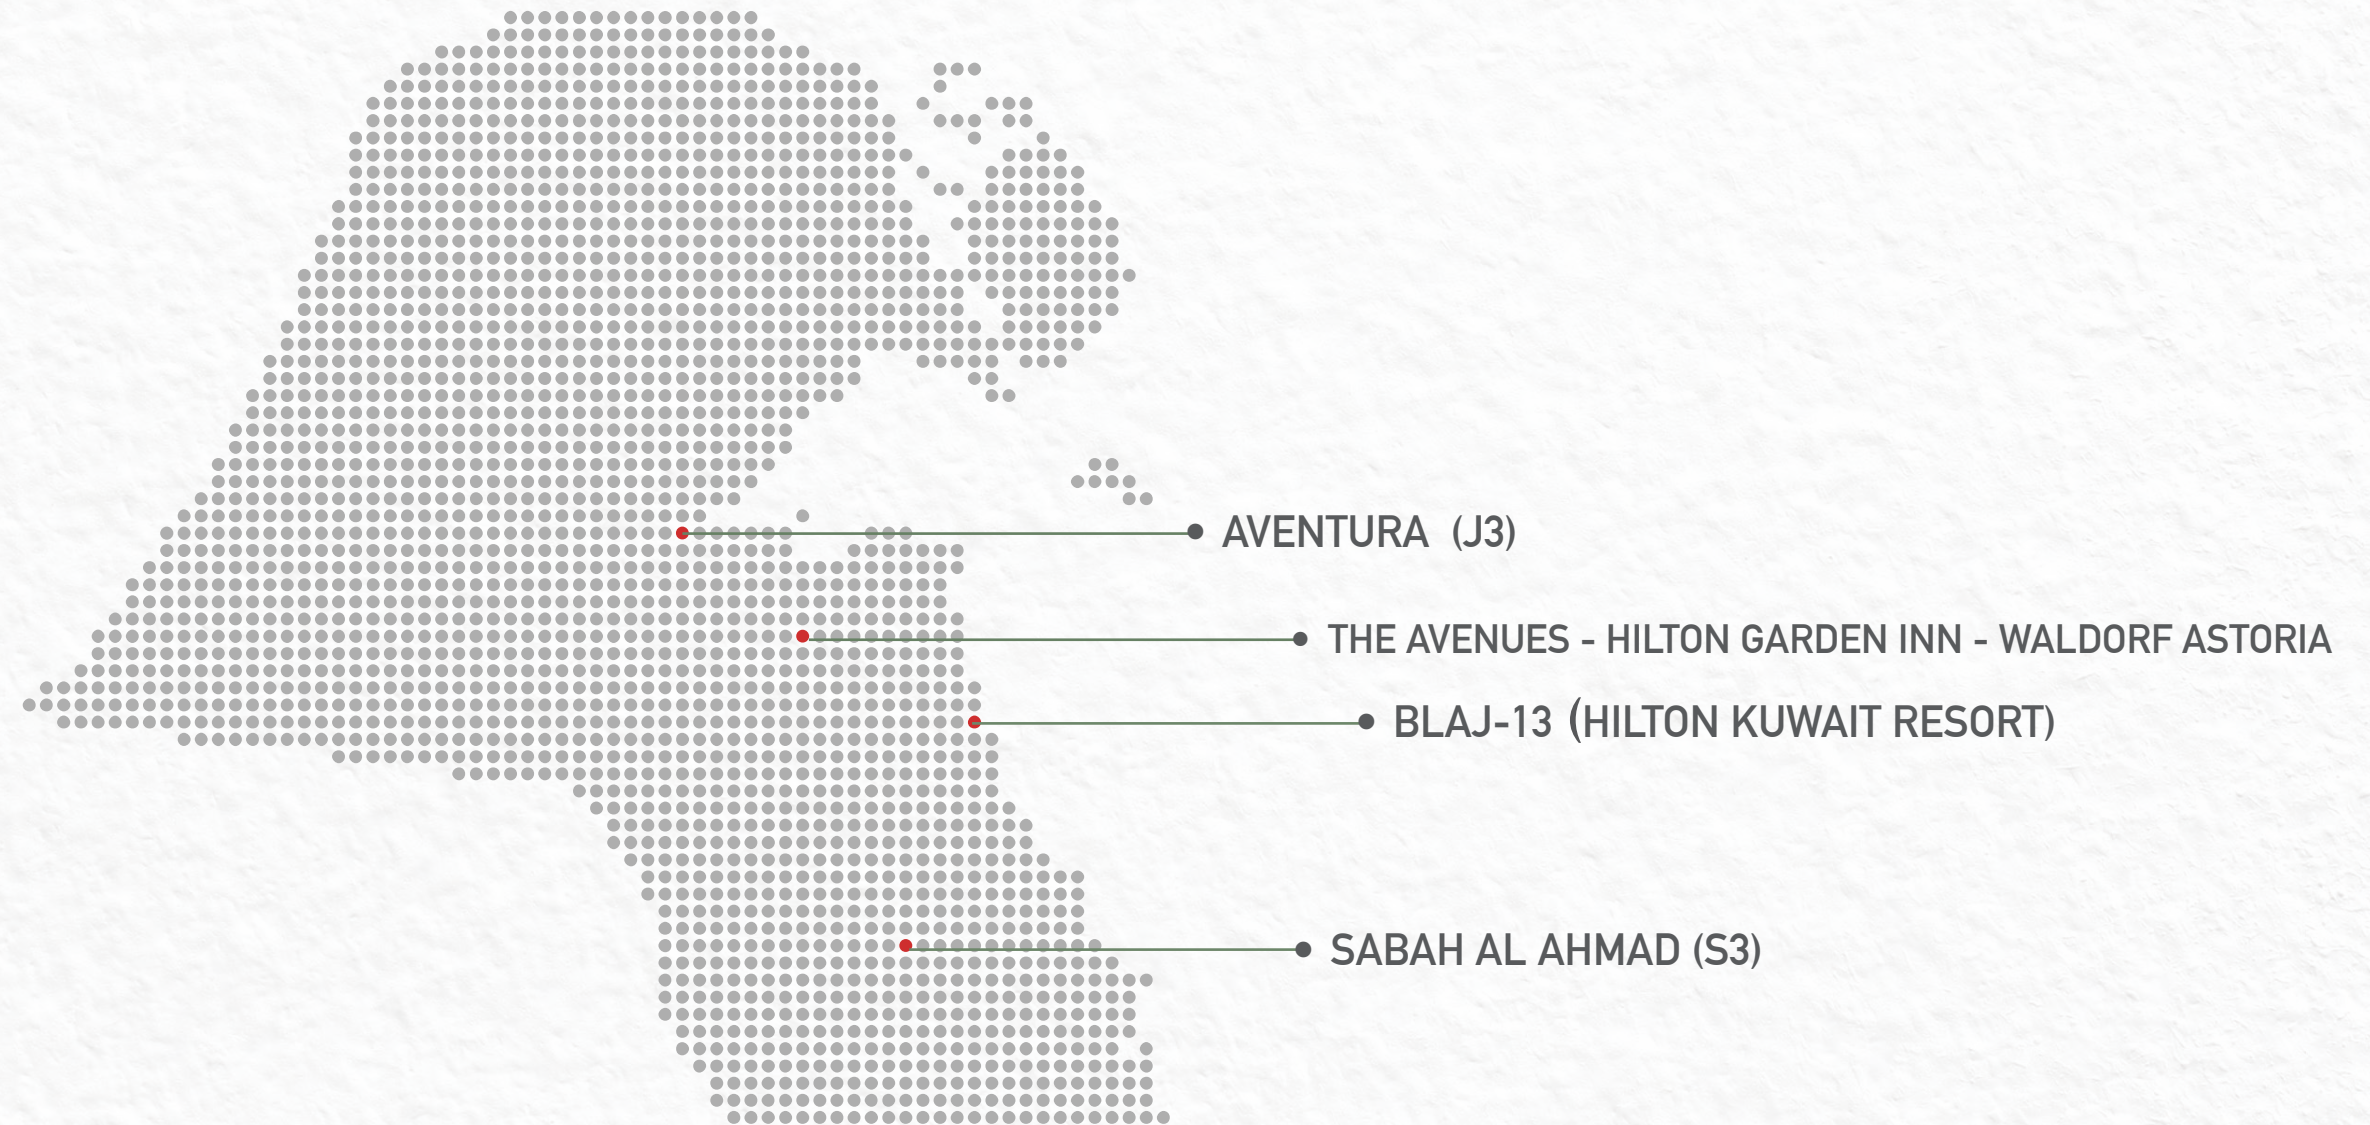 AVENTURA (J3)
THE AVENUES - HILTON GARDEN INN - WALDORF ASTORIA
BLAJ-13 (HILTON KUWAIT RESORT)
SABAH AL AHMAD (S3)